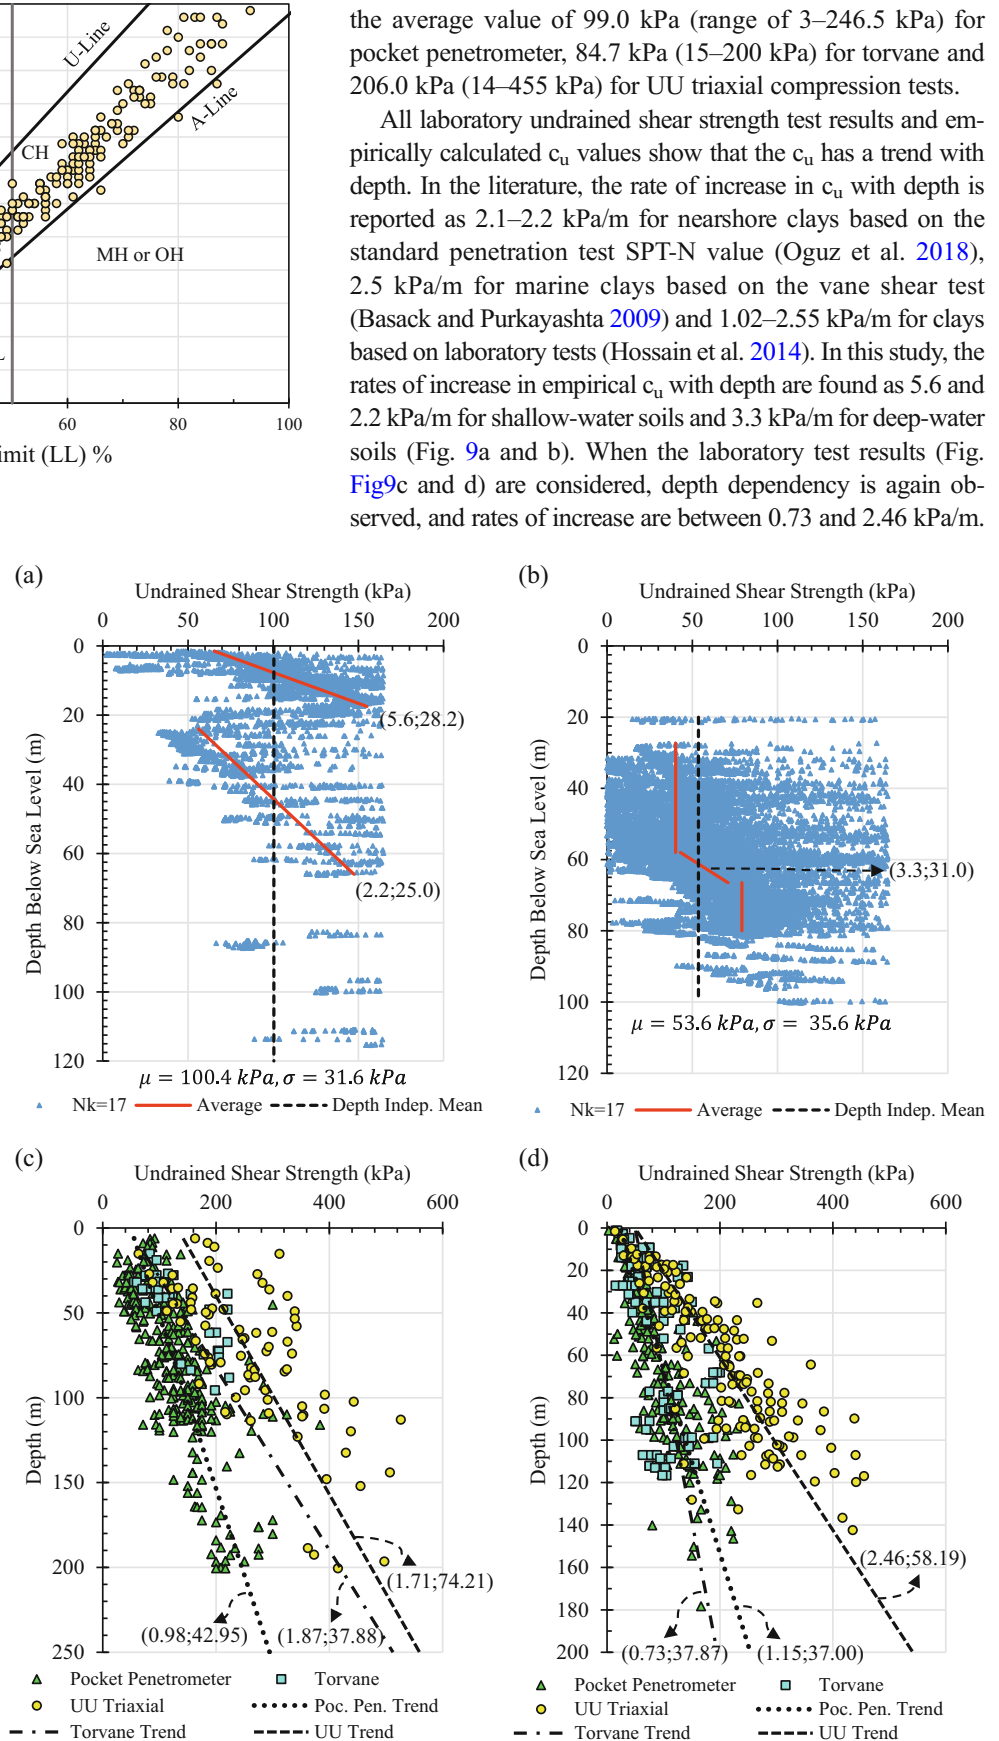 U-Line
A-Line
CH
MH or OH
L
60 80 100
imit (LL) %
the average value of 99.0 kPa (range of 3–246.5 kPa) for
pocket penetrometer, 84.7 kPa (15–200 kPa) for torvane and
206.0 kPa (14–455 kPa) for UU triaxial compression tests.
All laboratory undrained shear strength test results and em-
pirically calculated cu values show that the cu has a trend with
depth. In the literature, the rate of increase in cu with depth is
reported as 2.1–2.2 kPa/m for nearshore clays based on the
standard penetration test SPT-N value (Oguz et al. 2018),
2.5 kPa/m for marine clays based on the vane shear test
(Basack and Purkayashta 2009) and 1.02–2.55 kPa/m for clays
based on laboratory tests (Hossain et al. 2014). In this study, the
rates of increase in empirical cu with depth are found as 5.6 and
2.2 kPa/m for shallow-water soils and 3.3 kPa/m for deep-water
soils (Fig. 9a and b). When the laboratory test results (Fig.
Fig9c and d) are considered, depth dependency is again ob-
served, and rates of increase are between 0.73 and 2.46 kPa/m.
(a)
Undrained Shear Strength (kPa)
0 50 100 150 200
Depth Below Sea Level (m)
0
20
40
60
80
100
120
(5.6;28.2)
(2.2;25.0)
μ = 100.4 kPa, σ = 31.6 kPa
Nk=17 Average Depth Indep. Mean
(b)
Undrained Shear Strength (kPa)
0 50 100 150 200
Depth Below Sea Level (m)
0
20
40
60
80
100
120
(3.3;31.0)
μ = 53.6 kPa, σ = 35.6 kPa
Nk=17 Average Depth Indep. Mean
(c)
Undrained Shear Strength (kPa)
0 200 400 600
Depth (m)
0
50
100
150
200
250
(1.71;74.21)
(0.98;42.95)
(1.87;37.88)
Pocket Penetrometer Torvane
UU Triaxial Poc. Pen. Trend
Torvane Trend UU Trend
(d)
Undrained Shear Strength (kPa)
0 200 400 600
Depth (m)
0
20
40
60
80
100
120
140
160
180
200
(2.46;58.19)
(0.73;37.87)
(1.15;37.00)
Pocket Penetrometer Torvane
UU Triaxial Poc. Pen. Trend
Torvane Trend UU Trend